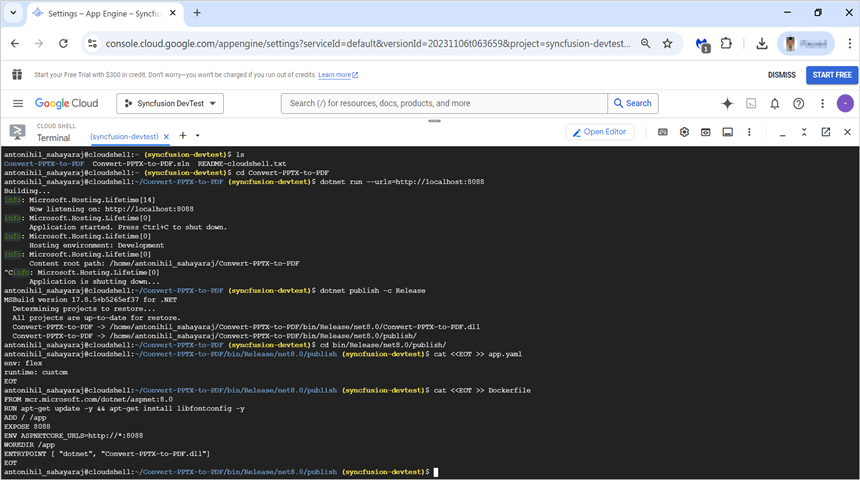 Settings – App Engine – Syncfus
console.cloud.google.com/appengine/settings?serviceId=default&versionId=20231106t063659&project=syncfusion-devtest...
1
Start your Free Trial with $300 in credit. Don't worry—you won't be charged if you run out of credits. Learn more
DISMISS
START FREE
Google Cloud
Syncfusion DevTest
Search (/) for resources, docs, products, and more
Search
CLOUD SHELL
Terminal
(syncfusion-devtest)
Open Editor
antonihil_sahayaraj@cloudshell:~ (syncfusion-devtest)$ ls
Convert-PPTX-to-PDF  Convert-PPTX-to-PDF.sln  README-cloudshell.txt
antonihil_sahayaraj@cloudshell:~ (syncfusion-devtest)$ cd Convert-PPTX-to-PDF
antonihil_sahayaraj@cloudshell:~/Convert-PPTX-to-PDF (syncfusion-devtest)$ dotnet run --urls=http://localhost:8088
Building...
info: Microsoft.Hosting.Lifetime[14]
      Now listening on: http://localhost:8088
info: Microsoft.Hosting.Lifetime[0]
      Application started. Press Ctrl+C to shut down.
info: Microsoft.Hosting.Lifetime[0]
      Hosting environment: Development
info: Microsoft.Hosting.Lifetime[0]
      Content root path: /home/antonihil_sahayaraj/Convert-PPTX-to-PDF
^Cinfo: Microsoft.Hosting.Lifetime[0]
      Application is shutting down...
antonihil_sahayaraj@cloudshell:~/Convert-PPTX-to-PDF (syncfusion-devtest)$ dotnet publish -c Release
MSBuild version 17.8.5+b5265ef37 for .NET
  Determining projects to restore...
  All projects are up-to-date for restore.
  Convert-PPTX-to-PDF -> /home/antonihil_sahayaraj/Convert-PPTX-to-PDF/bin/Release/net8.0/Convert-PPTX-to-PDF.dll
  Convert-PPTX-to-PDF -> /home/antonihil_sahayaraj/Convert-PPTX-to-PDF/bin/Release/net8.0/publish/
antonihil_sahayaraj@cloudshell:~/Convert-PPTX-to-PDF (syncfusion-devtest)$ cd bin/Release/net8.0/publish/
antonihil_sahayaraj@cloudshell:~/Convert-PPTX-to-PDF/bin/Release/net8.0/publish (syncfusion-devtest)$ cat <<EOT >> app.yaml
env: flex
runtime: custom
EOT
antonihil_sahayaraj@cloudshell:~/Convert-PPTX-to-PDF/bin/Release/net8.0/publish (syncfusion-devtest)$ cat <<EOT >> Dockerfile
FROM mcr.microsoft.com/dotnet/aspnet:8.0
RUN apt-get update -y && apt-get install libfontconfig -y
ADD / /app
EXPOSE 8088
ENV ASPNETCORE_URLS=http://*:8088
WORKDIR /app
ENTRYPOINT [ "dotnet", "Convert-PPTX-to-PDF.dll"]
EOT
antonihil_sahayaraj@cloudshell:~/Convert-PPTX-to-PDF/bin/Release/net8.0/publish (syncfusion-devtest)$